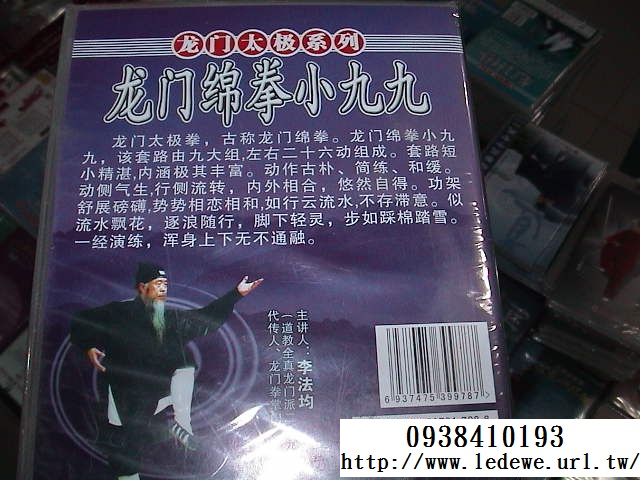 龙门太极系列
龙门绵拳小九九
龙门太极拳，古称龙门绵拳。龙门绵拳小九
九，该套路由九大组,左右二十六动组成。套路短
小精湛,内涵极其丰富。动作古朴、简练、和缓。
动侧气生,行侧流转，内外相合，悠然自得。功架
舒展磅礴,势势相恋相和,如行云流水,不存滞意。似
流水飘花，逐浪随行，脚下轻灵，步如踩棉踏雪。
一经演练，浑身上下无不通融。
主讲人：李法均
（道教全真龙门派
代传人、龙门拳掌
6 937475 399787
0938410193
http://www.ledewe.url.tw/